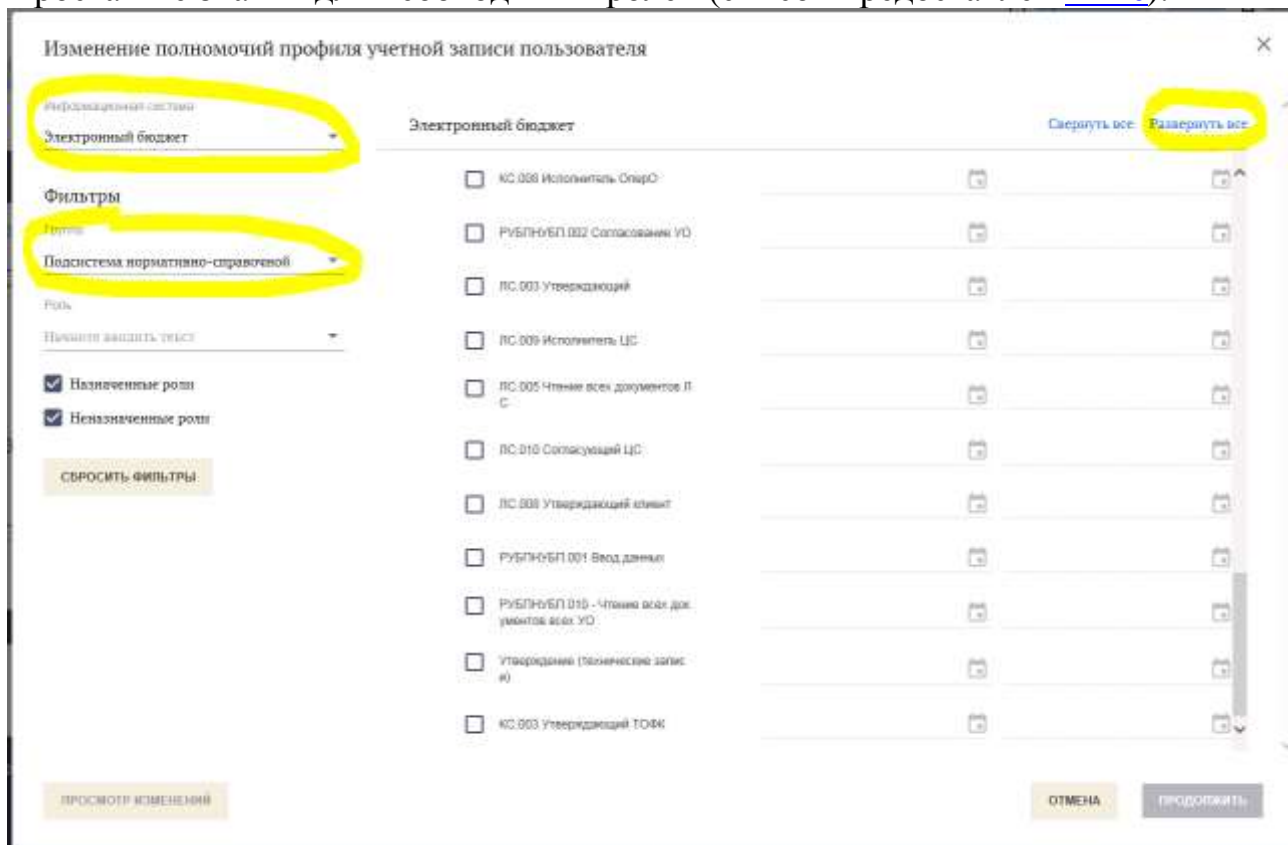 Изменение полномочий профиля учетной записи пользователя
Информационная система
Электронный бюджет
Электронный бюджет
Свернуть все
Развернуть все
Фильтры
Группа
Подсистема нормативно-справочной
Роль
Начните вводить текст
Назначенные роли
Неназначенные роли
СБРОСИТЬ ФИЛЬТРЫ
КС.008 Исполнитель ОперО
РУБПНУБП.002 Согласование УО
ЛС.003 Утверждающий
ЛС.009 Исполнитель ЦС
ЛС.005 Чтение всех документов Л
С
ЛС.010 Согласующий ЦС
ЛС.008 Утверждающий клиент
РУБПНУБП.001 Ввод данных
РУБПНУБП.015 - Чтение всех док
ументов всех УО
Утверждение (технические запис
и)
КС.003 Утверждающий ТОФК
ПРОСМОТР ИЗМЕНЕНИЙ
ОТМЕНА
ПРОДОЛЖИТЬ